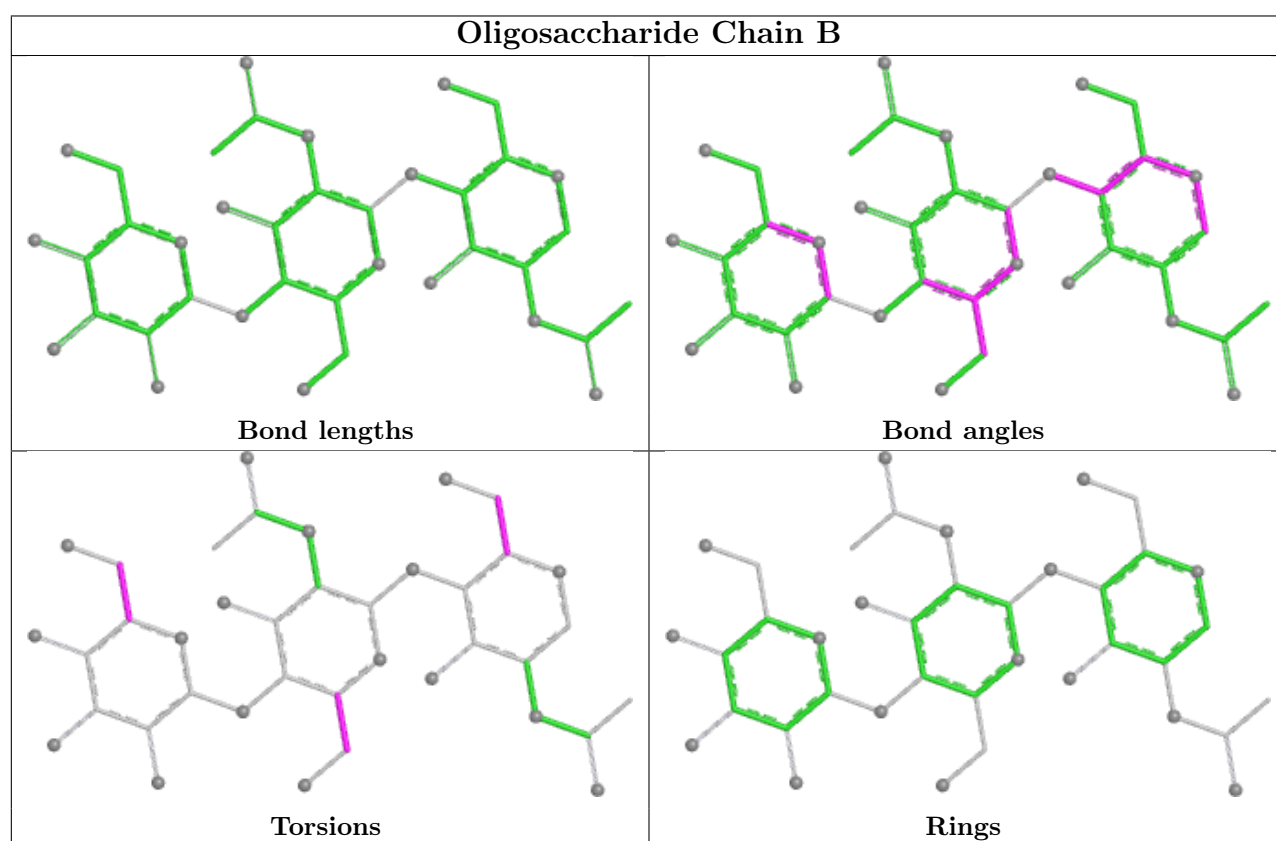 Oligosaccharide Chain B
Bond lengths
Bond angles
Torsions
Rings